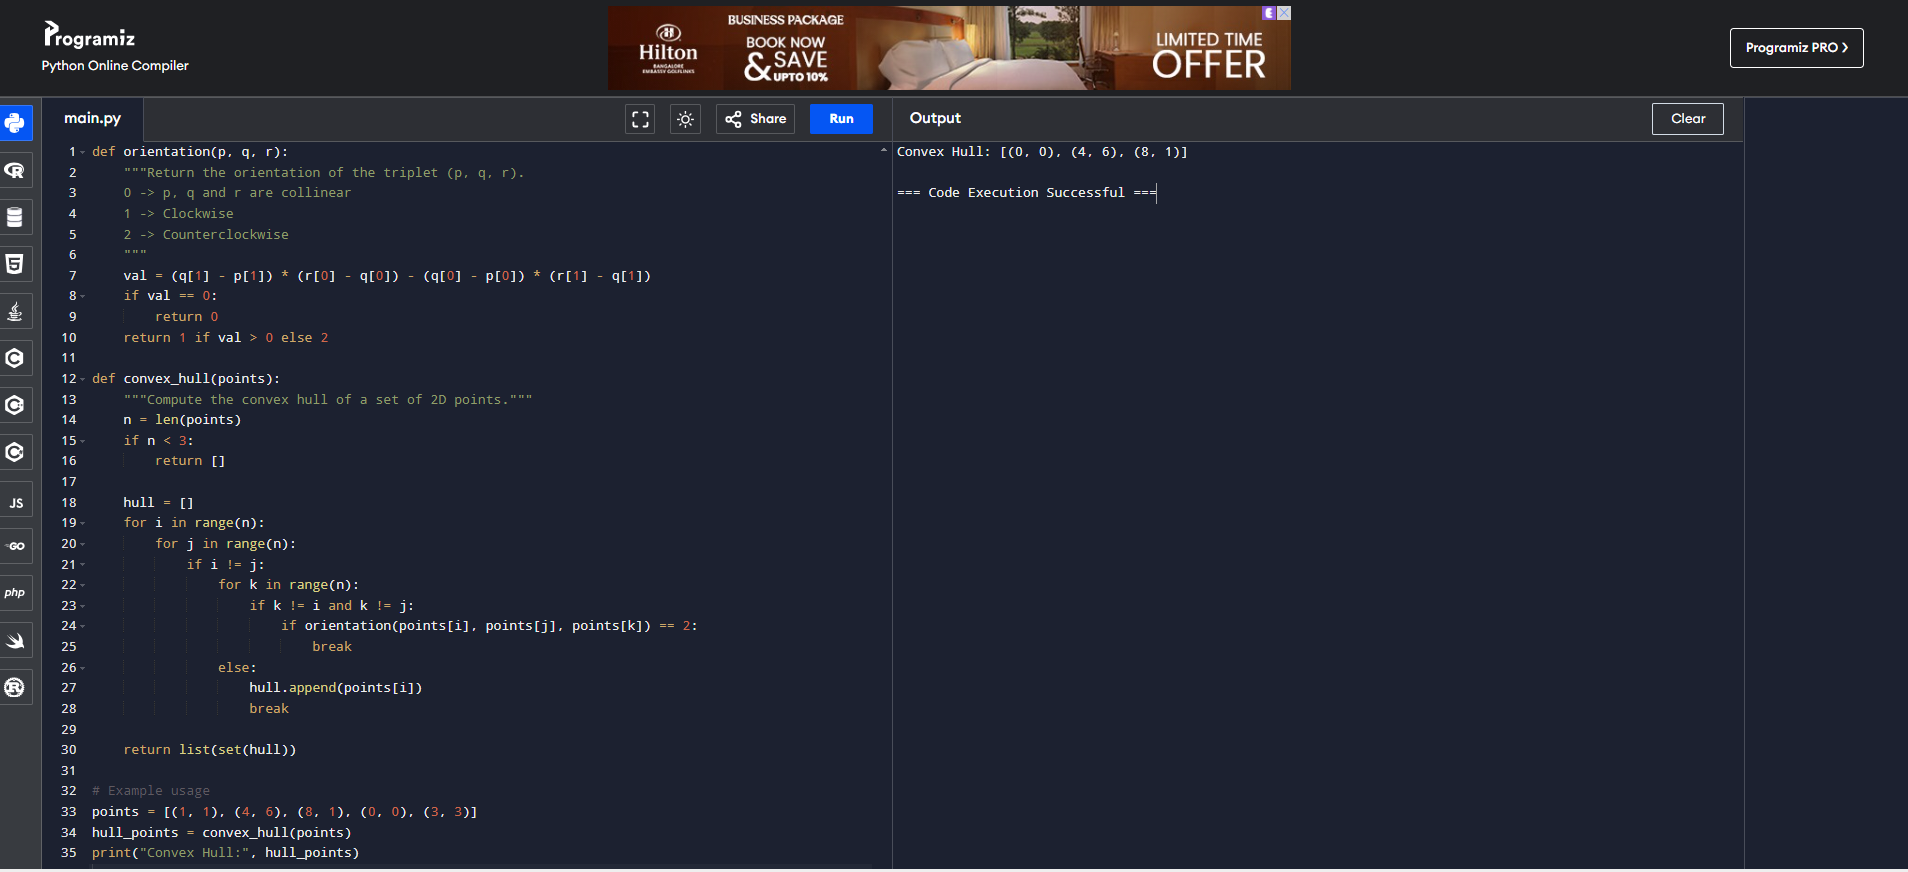 Programiz
Python Online Compiler
Hilton
BANGALORE
EMBASSY GOLFLINKS
BUSINESS PACKAGE
BOOK NOW
& SAVE
UPTO 10%
LIMITED TIME
OFFER
Programiz PRO ›
main.py
Share
Run
Output
Clear
1 def orientation(p, q, r):
2     """Return the orientation of the triplet (p, q, r).
3     0 -> p, q and r are collinear
4     1 -> Clockwise
5     2 -> Counterclockwise
6     """
7     val = (q[1] - p[1]) * (r[0] - q[0]) - (q[0] - p[0]) * (r[1] - q[1])
8     if val == 0:
9         return 0
10     return 1 if val > 0 else 2
11
12 def convex_hull(points):
13     """Compute the convex hull of a set of 2D points."""
14     n = len(points)
15     if n < 3:
16         return []
17
18     hull = []
19     for i in range(n):
20         for j in range(n):
21             if i != j:
22                 for k in range(n):
23                     if k != i and k != j:
24                         if orientation(points[i], points[j], points[k]) == 2:
25                             break
26                 else:
27                     hull.append(points[i])
28                     break
29
30     return list(set(hull))
31
32 # Example usage
33 points = [(1, 1), (4, 6), (8, 1), (0, 0), (3, 3)]
34 hull_points = convex_hull(points)
35 print("Convex Hull:", hull_points)
Convex Hull: [(0, 0), (4, 6), (8, 1)]
=== Code Execution Successful ===
R
5
C
C
C
JS
GO
php
R